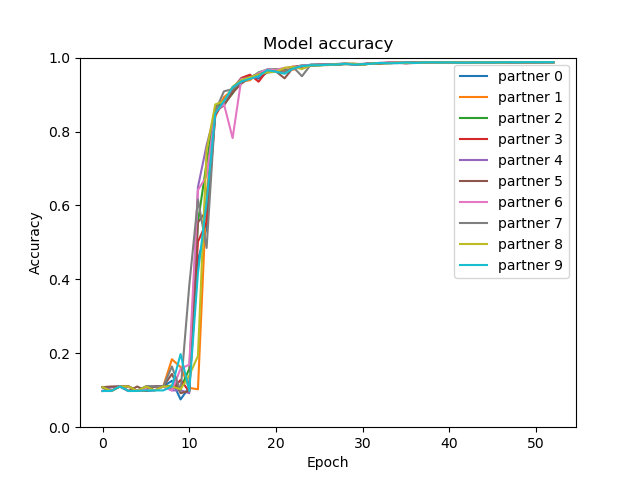 Model accuracy
1.0
0.8
0.6
0.4
0.2
0.0
Accuracy
0
10
20
30
40
50
Epoch
partner 0
partner 1
partner 2
partner 3
partner 4
partner 5
partner 6
partner 7
partner 8
partner 9